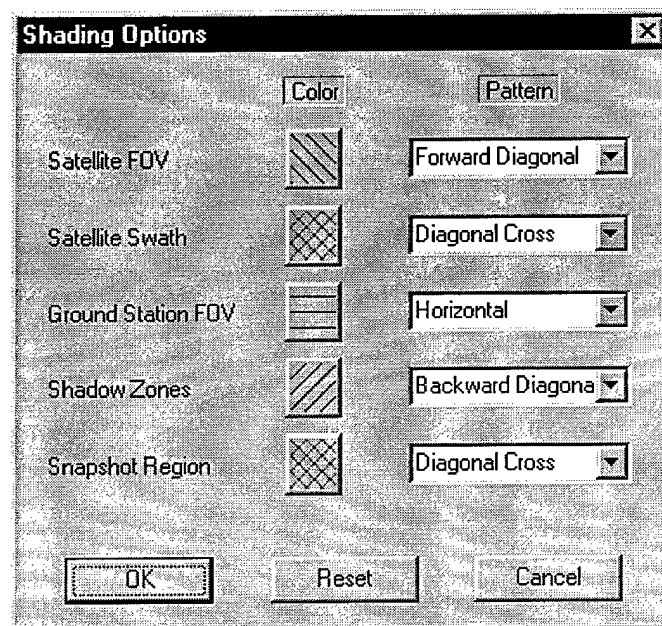 Shading Options
Color Pattern
Satellite FOV Forward Diagonal
Satellite Swath Diagonal Cross
Ground Station FOV Horizontal
Shadow Zones Backward Diagona
Snapshot Region Diagonal Cross
OK Reset Cancel